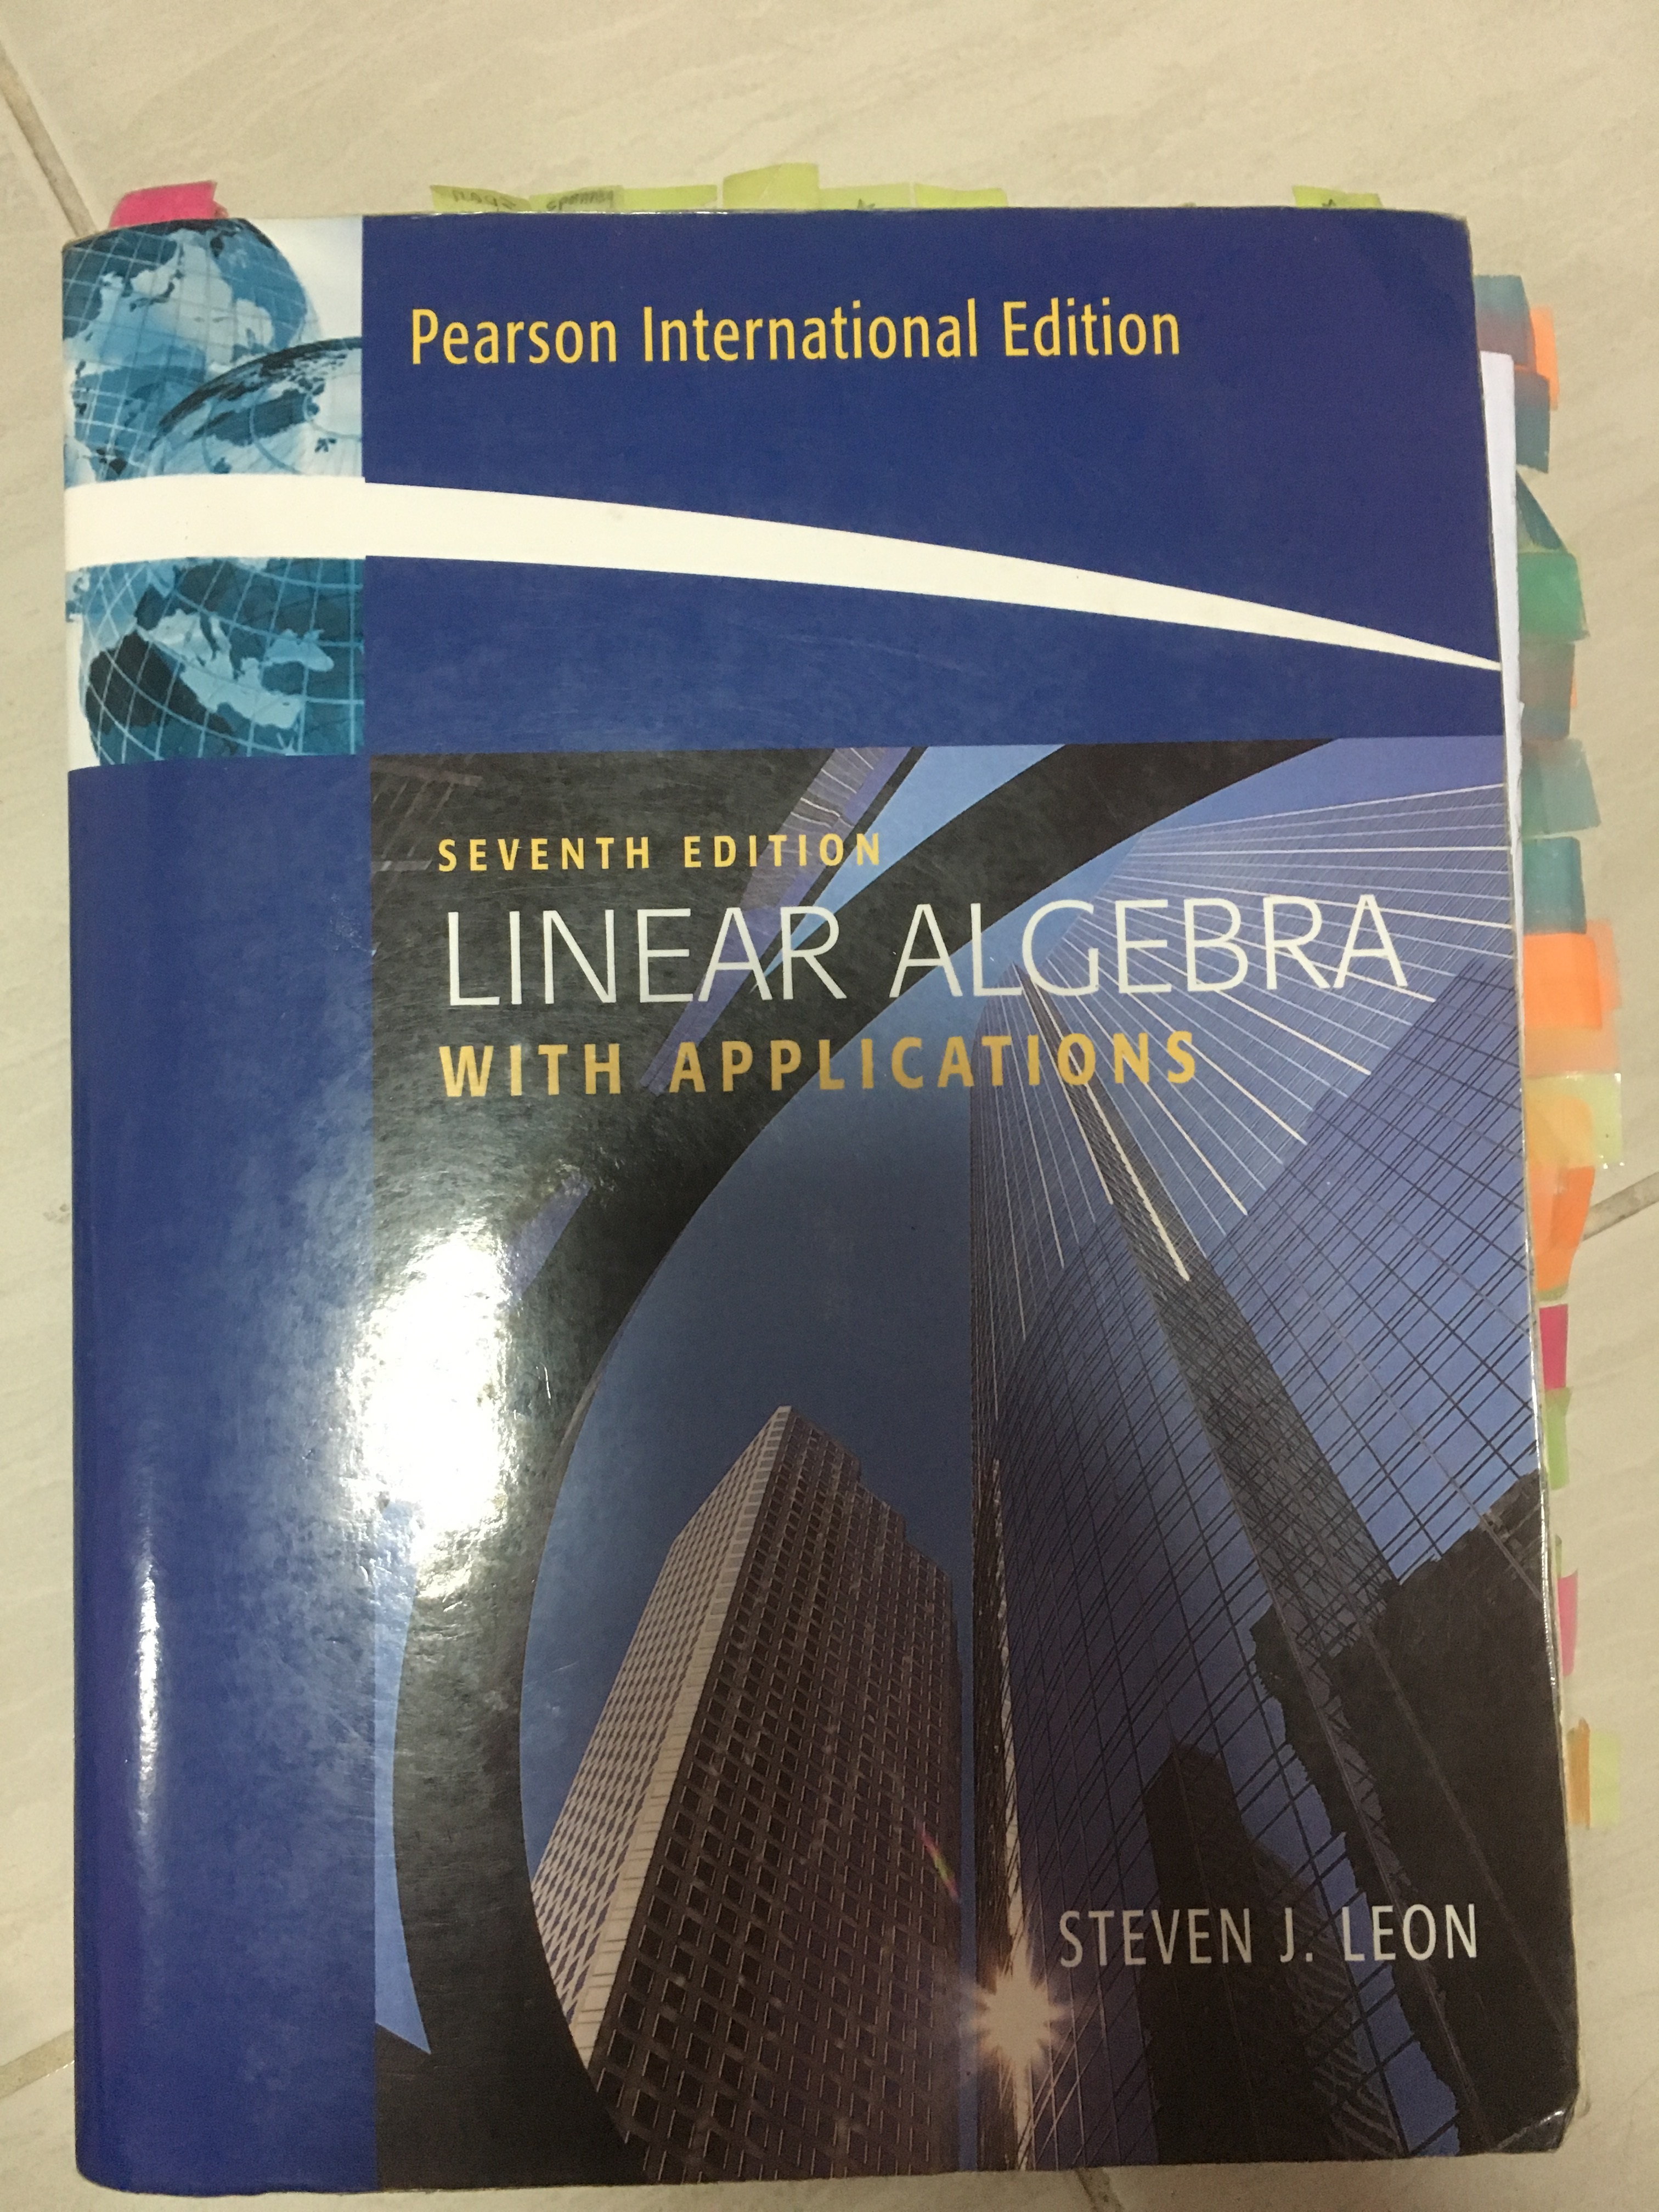 Pearson International Edition
SEVENTH EDITION
LINEAR ALGEBRA
WITH APPLICATIONS
STEVEN J. LEON